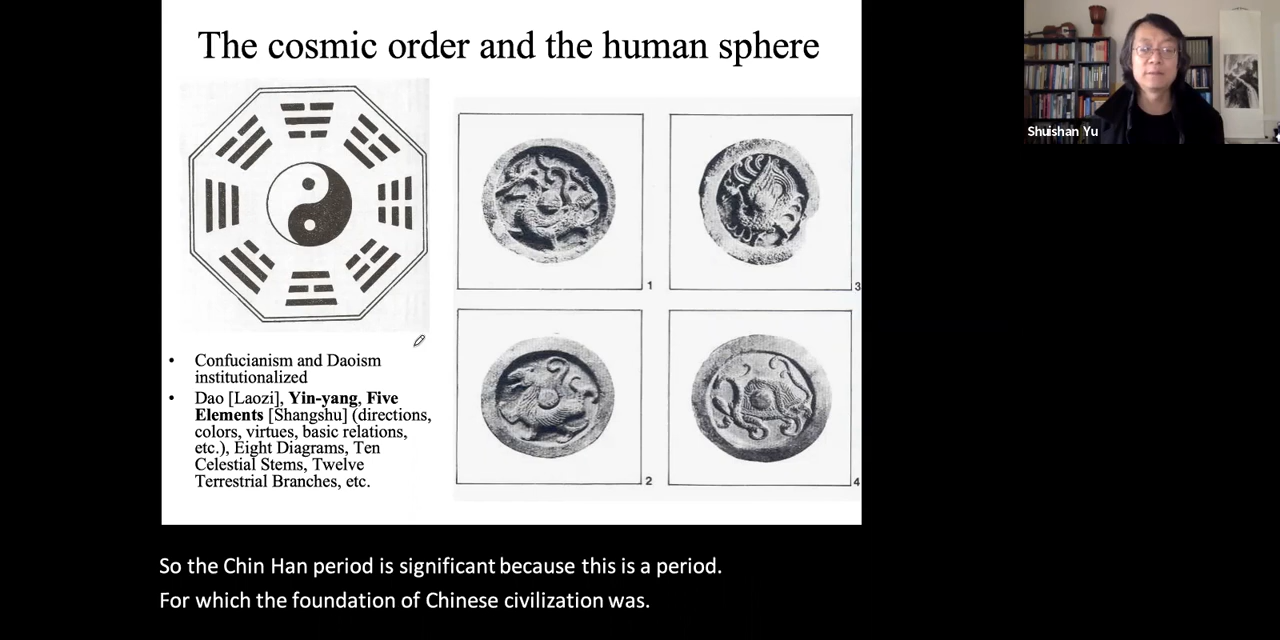 The cosmic order and the human sphere
1
3
2
4
• Confucianism and Daoism
institutionalized
• Dao [Laozi], Yin-yang, Five
Elements [Shangshu] (directions,
colors, virtues, basic relations,
etc.), Eight Diagrams, Ten
Celestial Stems, Twelve
Terrestrial Branches, etc.
Shuishan Yu
So the Chin Han period is significant because this is a period.
For which the foundation of Chinese civilization was.